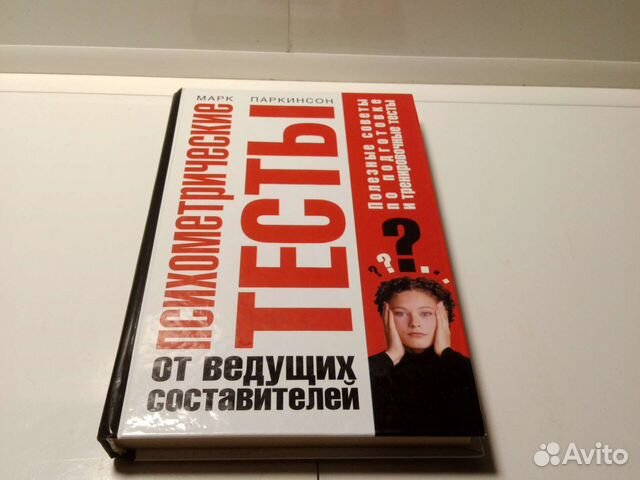 МАРК ПАРКИНСОН
ПСИХОМЕТРИЧЕСКИЕ
ТЕСТЫ
ОТ ВЕДУЩИХ
СОСТАВИТЕЛЕЙ
Полезные советы
по подготовке
и тренировочные тесты
? ? ? ?
Avito